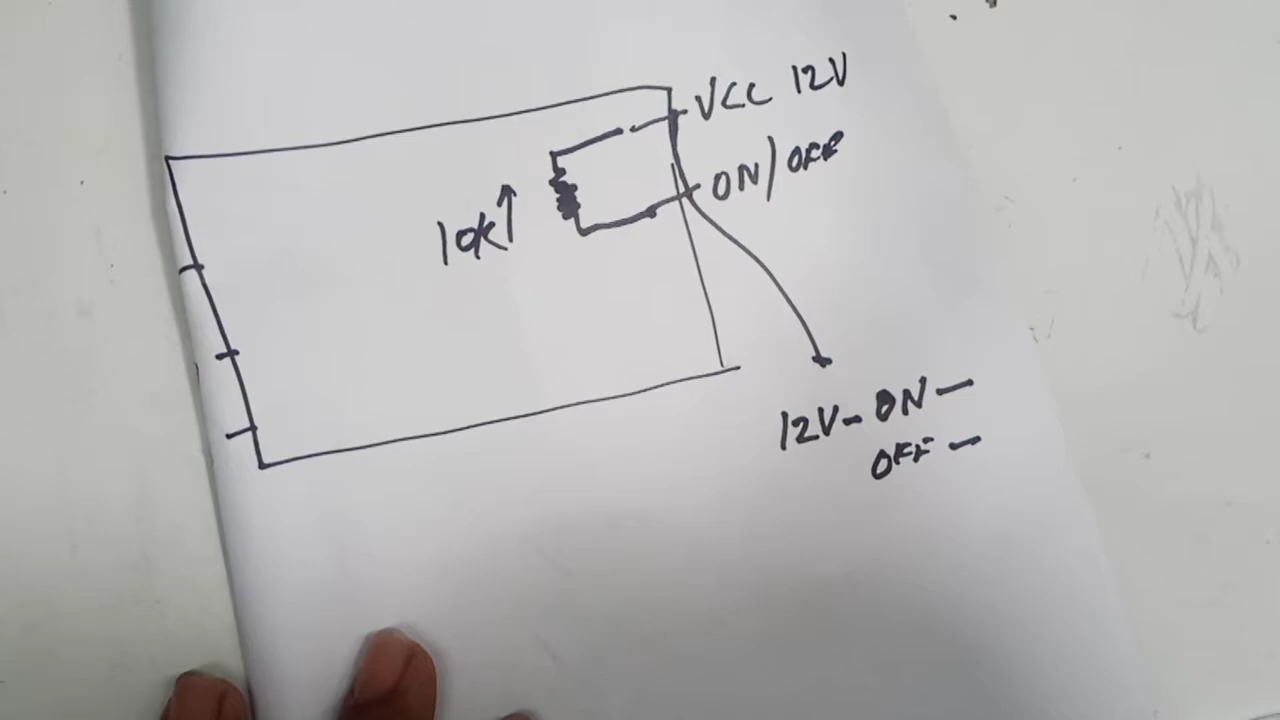 VCC 12V
ON/OFF
10K↑
12V- ON -
OFF -